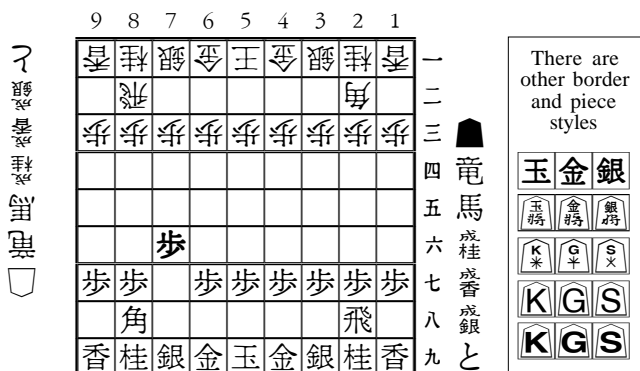 9 8 7 6 5 4 3 2 1
香桂銀金王金銀桂香 一
飛角 二
歩歩歩歩歩歩歩歩歩 三
四
五
歩 六
歩歩歩歩歩歩歩歩 七
角飛 八
香桂銀金玉金銀桂香 九
と
成銀
成香
成桂
馬
竜
竜
馬
成桂
成香
成銀
と
There are
other border
and piece
styles
玉金銀
玉将 金将 銀将
K G S
K G S
K G S